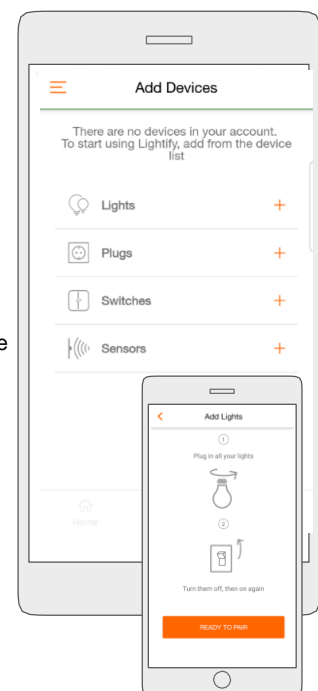 Add Devices
There are no devices in your account.
To start using Lightify, add from the device
list
Lights
Plugs
Switches
Sensors
e
Home
Add Lights
1
Plug in all your lights
2
Turn them off, then on again
READY TO PAIR